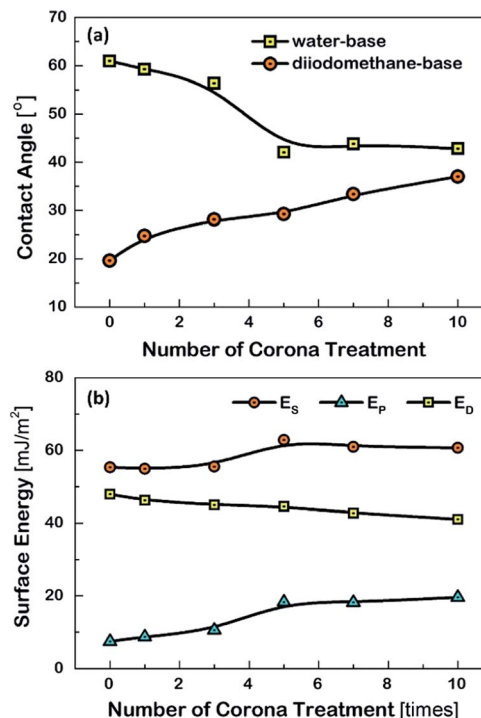 (a)
water-base
diiodomethane-base
70
60
50
40
30
20
10
Contact Angle [°]
0 2 4 6 8 10
Number of Corona Treatment
(b)
E_S E_P E_D
80
60
40
20
0
Surface Energy [mJ/m²]
0 2 4 6 8 10
Number of Corona Treatment [times]